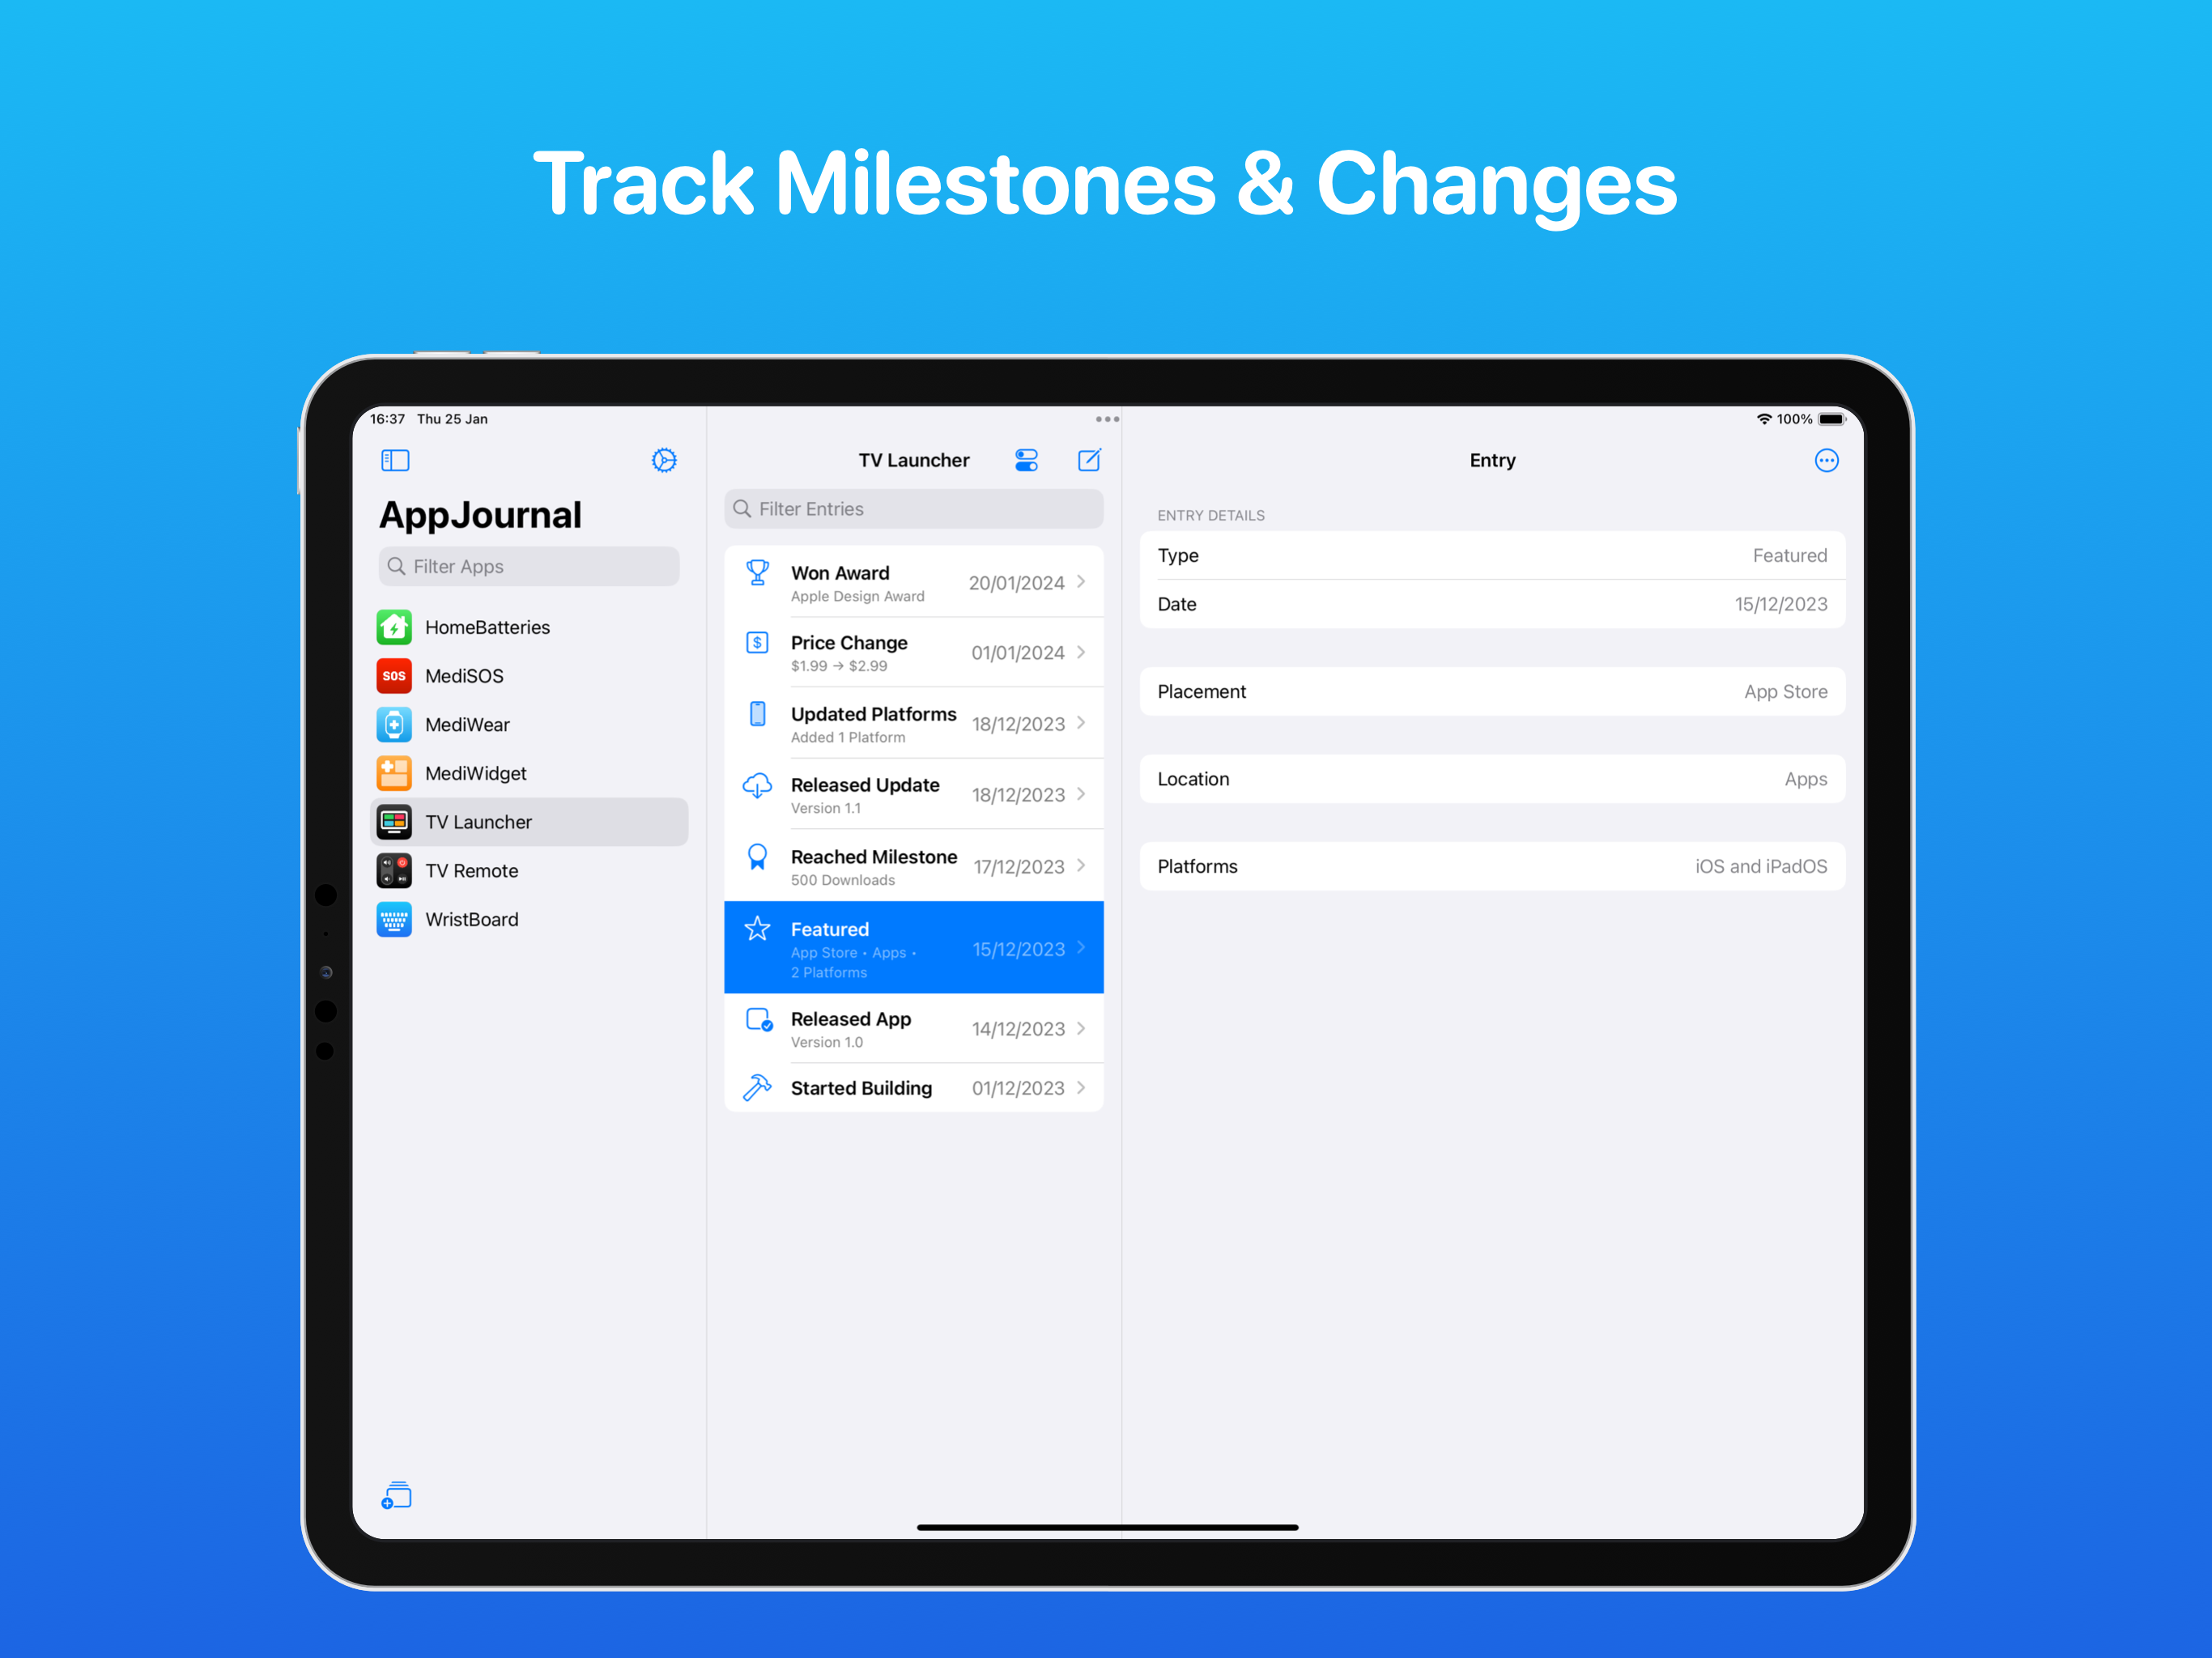 Track Milestones & Changes
16:37 Thu 25 Jan
100%
AppJournal
Filter Apps
HomeBatteries
SOS
MediSOS
MediWear
MediWidget
TV Launcher
TV Remote
WristBoard
TV Launcher
Filter Entries
Won Award
Apple Design Award
20/01/2024
Price Change
$1.99 → $2.99
01/01/2024
Updated Platforms
Added 1 Platform
18/12/2023
Released Update
Version 1.1
18/12/2023
Reached Milestone
500 Downloads
17/12/2023
Featured
App Store • Apps •
2 Platforms
15/12/2023
Released App
Version 1.0
14/12/2023
Started Building
01/12/2023
Entry
ENTRY DETAILS
Type Featured
Date 15/12/2023
Placement App Store
Location Apps
Platforms iOS and iPadOS